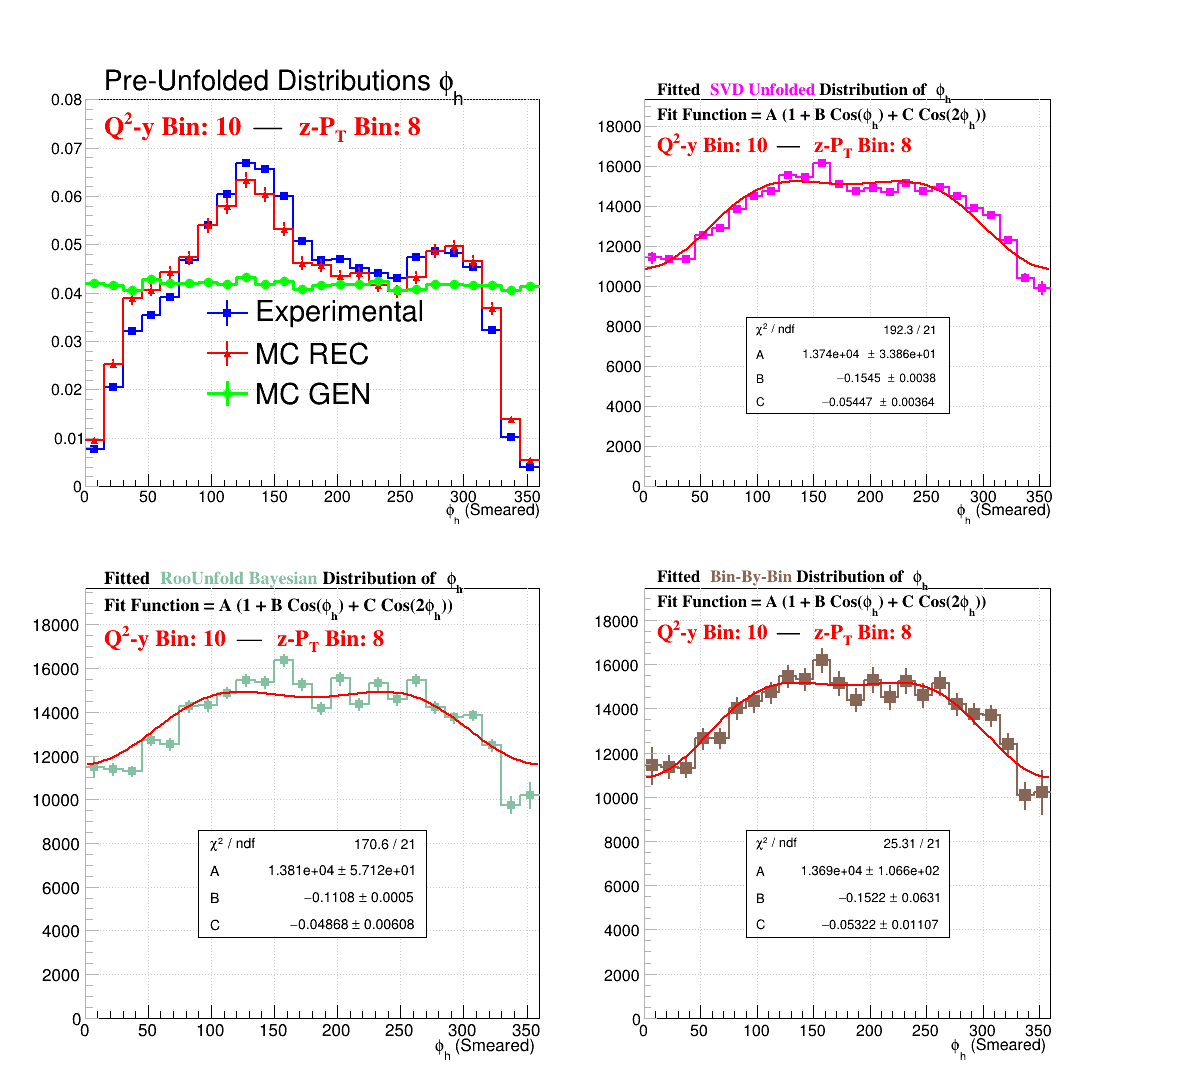 Pre-Unfolded Distributions ϕh
Q²-y Bin: 10 — z-PT Bin: 8
0.08
0.07
0.06
0.05
0.04
0.03
0.02
0.01
0
Experimental
MC REC
MC GEN
0 50 100 150 200 250 300 350
ϕh (Smeared)
Fitted SVD Unfolded Distribution of ϕh
Fit Function = A (1 + B Cos(ϕh) + C Cos(2ϕh))
Q²-y Bin: 10 — z-PT Bin: 8
18000
16000
14000
12000
10000
8000
6000
4000
2000
0
χ² / ndf 192.3 / 21
A 1.374e+04 ± 3.386e+01
B −0.1545 ± 0.0038
C −0.05447 ± 0.00364
0 50 100 150 200 250 300 350
ϕh (Smeared)
Fitted RooUnfold Bayesian Distribution of ϕh
Fit Function = A (1 + B Cos(ϕh) + C Cos(2ϕh))
Q²-y Bin: 10 — z-PT Bin: 8
18000
16000
14000
12000
10000
8000
6000
4000
2000
0
χ² / ndf 170.6 / 21
A 1.381e+04 ± 5.712e+01
B −0.1108 ± 0.0005
C −0.04868 ± 0.00608
0 50 100 150 200 250 300 350
ϕh (Smeared)
Fitted Bin-By-Bin Distribution of ϕh
Fit Function = A (1 + B Cos(ϕh) + C Cos(2ϕh))
Q²-y Bin: 10 — z-PT Bin: 8
18000
16000
14000
12000
10000
8000
6000
4000
2000
0
χ² / ndf 25.31 / 21
A 1.369e+04 ± 1.066e+02
B −0.1522 ± 0.0631
C −0.05322 ± 0.01107
0 50 100 150 200 250 300 350
ϕh (Smeared)